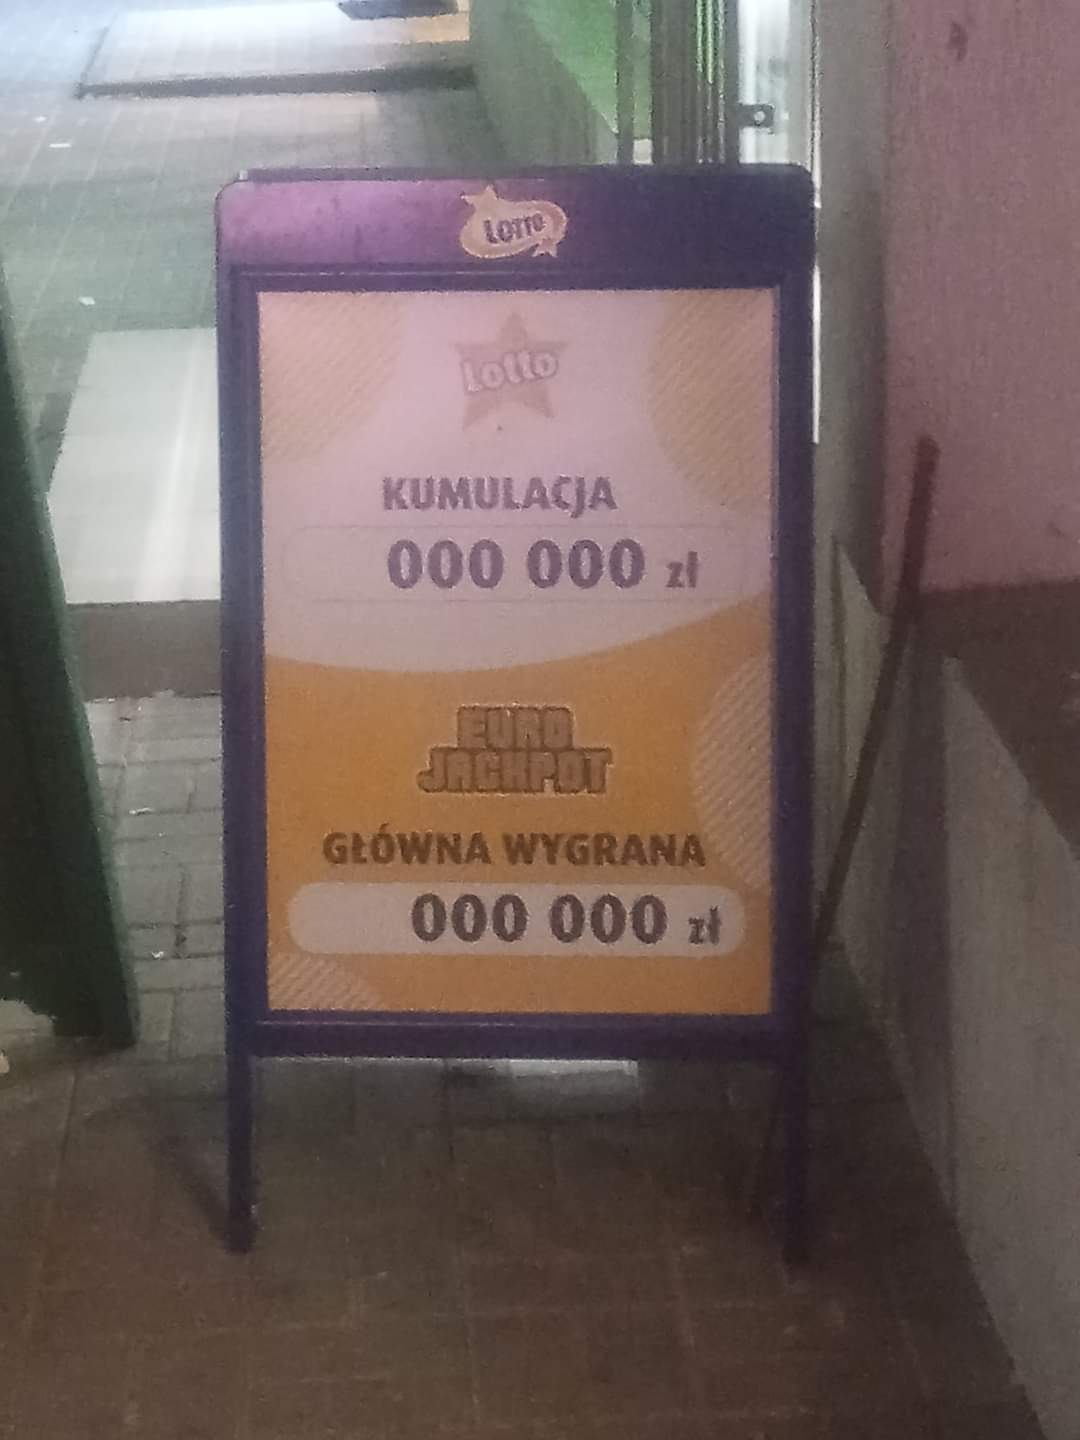 LOTTO
Lotto
KUMULACJA
000 000 zł
EURO
JACKPOT
GŁÓWNA WYGRANA
000 000 zł